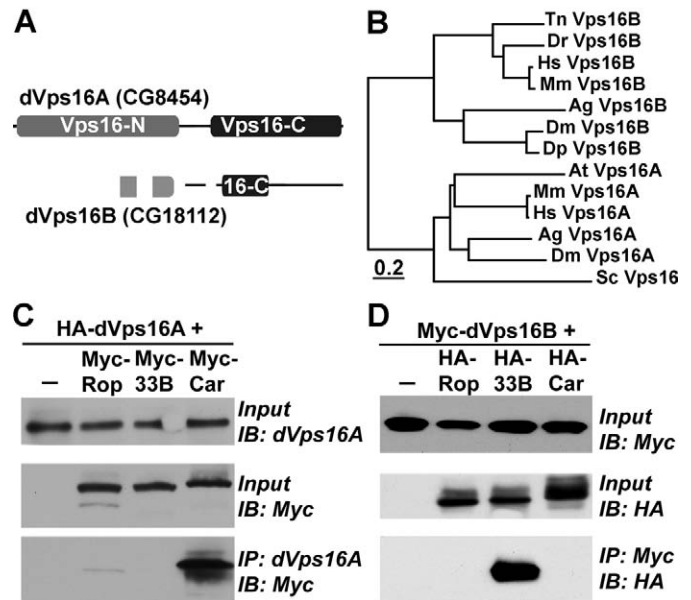 A
dVps16A (CG8454)
Vps16-N Vps16-C
16-C
dVps16B (CG18112)
B
Tn Vps16B
Dr Vps16B
Hs Vps16B
Mm Vps16B
Ag Vps16B
Dm Vps16B
Dp Vps16B
At Vps16A
Mm Vps16A
Hs Vps16A
Ag Vps16A
Dm Vps16A
Sc Vps16
0.2
C
HA-dVps16A +
Myc- Myc- Myc-
– Rop 33B Car
Input
IB: dVps16A
Input
IB: Myc
IP: dVps16A
IB: Myc
D
Myc-dVps16B +
HA- HA- HA-
– Rop 33B Car
Input
IB: Myc
Input
IB: HA
IP: Myc
IB: HA